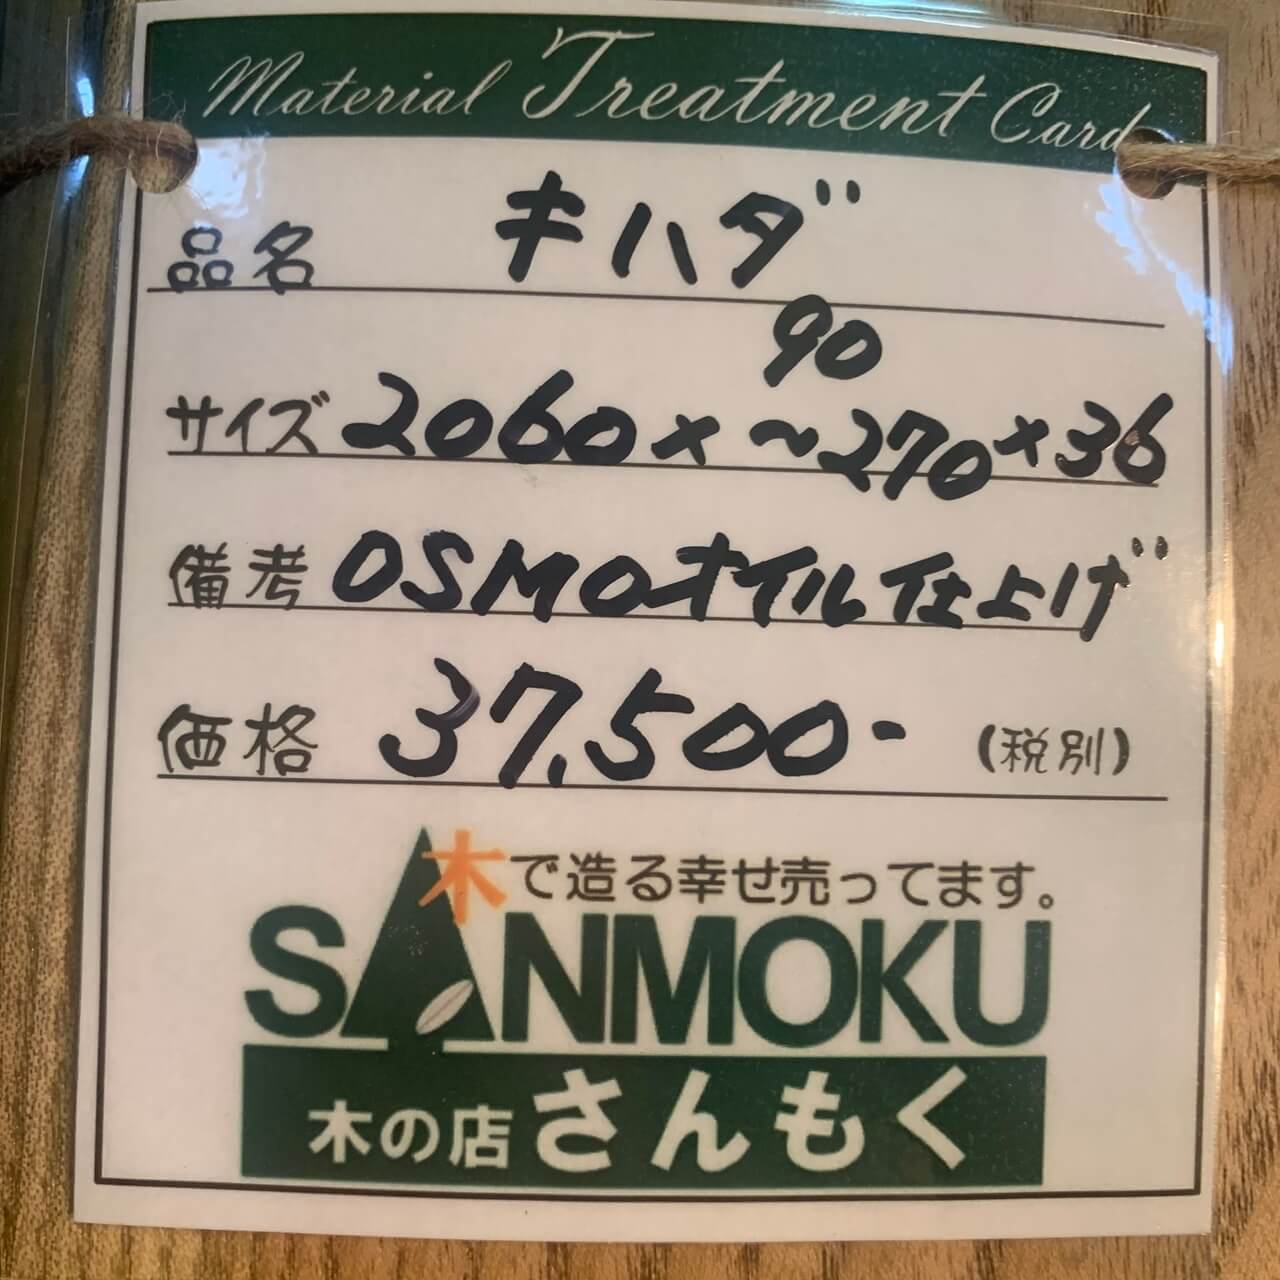 Material Treatment Card
品名 キハダ
サイズ 2060×90~270×36
備考 OSMOオイル仕上げ
価格 37,500- (税別)
木で造る幸せ売ってます。
SANMOKU
木の店さんもく